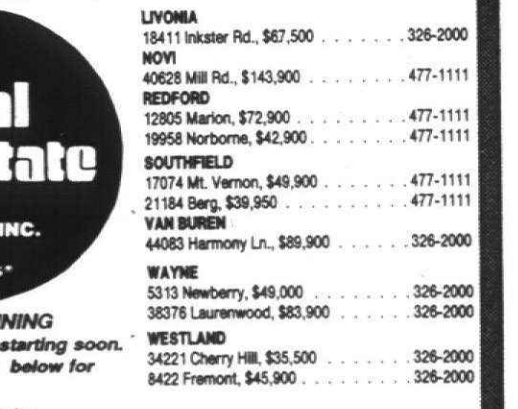 al
tate
INC.
NING
starting soon.
below for
LIVONIA
18411 Inkster Rd., $67,500 . . . . . . . . 326-2000
NOVI
40628 Mill Rd., $143,900 . . . . . . . . 477-1111
REDFORD
12805 Marion, $72,900 . . . . . . . . . 477-1111
19958 Norborne, $42,900 . . . . . . . . 477-1111
SOUTHFIELD
17074 Mt. Vernon, $49,900 . . . . . . . 477-1111
21184 Berg, $39,950 . . . . . . . . . . 477-1111
VAN BUREN
44083 Harmony Ln., $89,900 . . . . . . 326-2000
WAYNE
5313 Newberry, $49,000 . . . . . . . . 326-2000
38376 Laurenwood, $83,900 . . . . . . . 326-2000
WESTLAND
34221 Cherry Hill, $35,500 . . . . . . . 326-2000
8422 Fremont, $45,900 . . . . . . . . . 326-2000